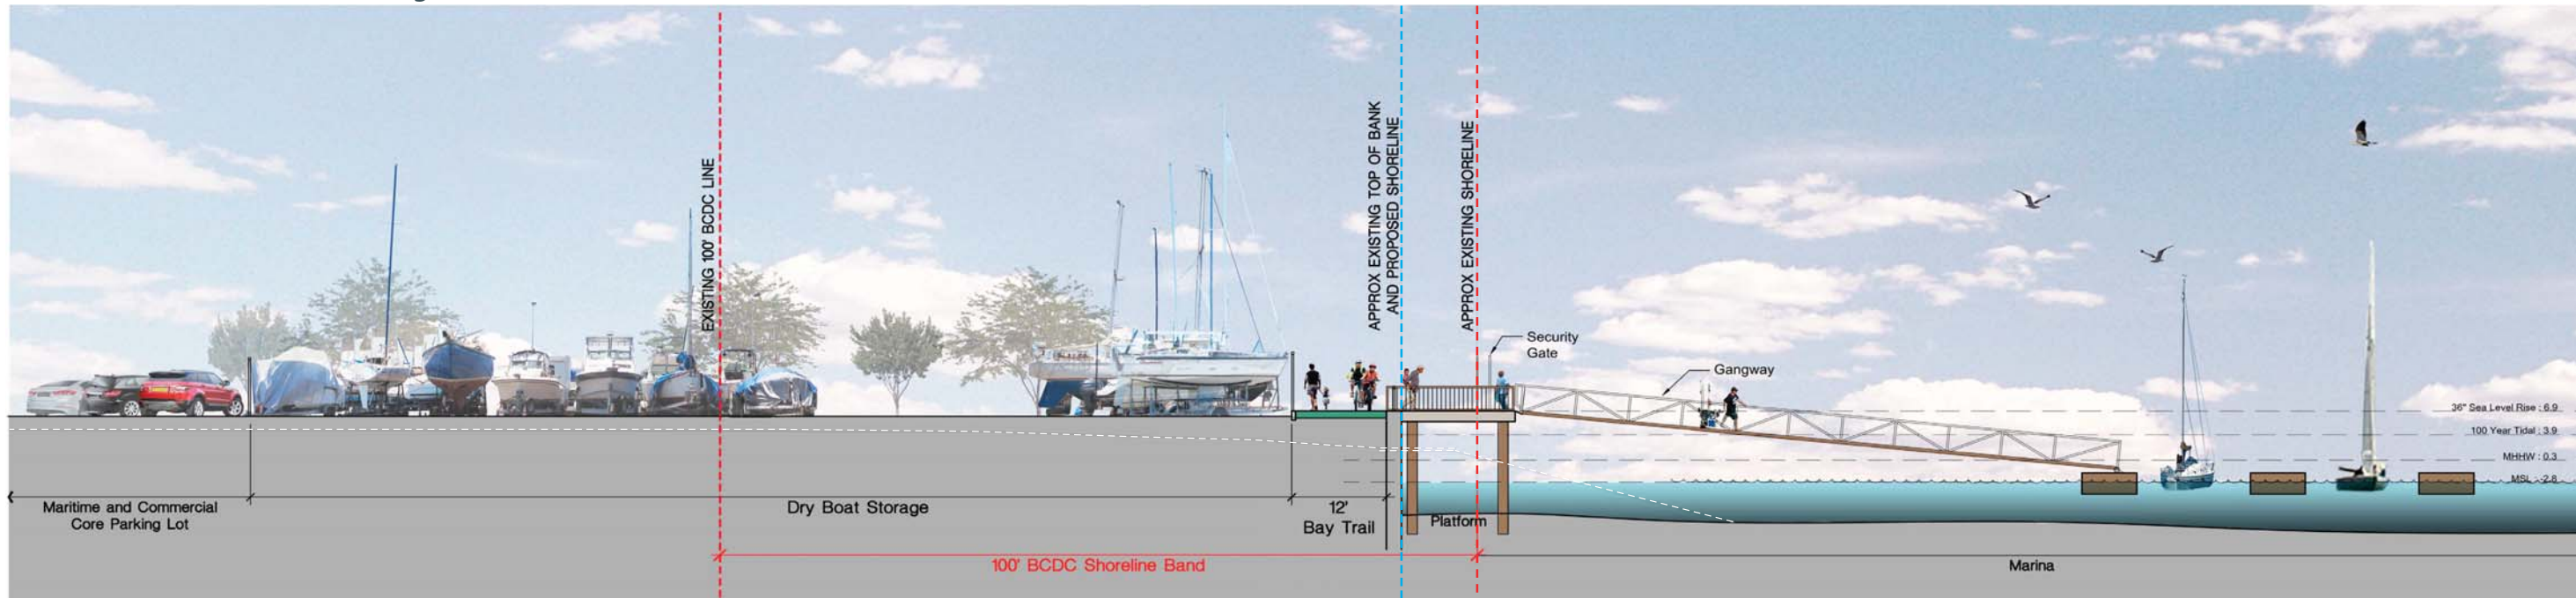 EXISTING 100' BCDC LINE
APPROX EXISTING TOP OF BANK
AND PROPOSED SHORELINE
APPROX EXISTING SHORELINE
Security
Gate
Gangway
36" Sea Level Rise : 6.9
100 Year Tidal : 3.9
MHHW : 0.3
MSL : -2.8
Maritime and Commercial
Core Parking Lot
Dry Boat Storage
12'
Bay Trail
Platform
100' BCDC Shoreline Band
Marina